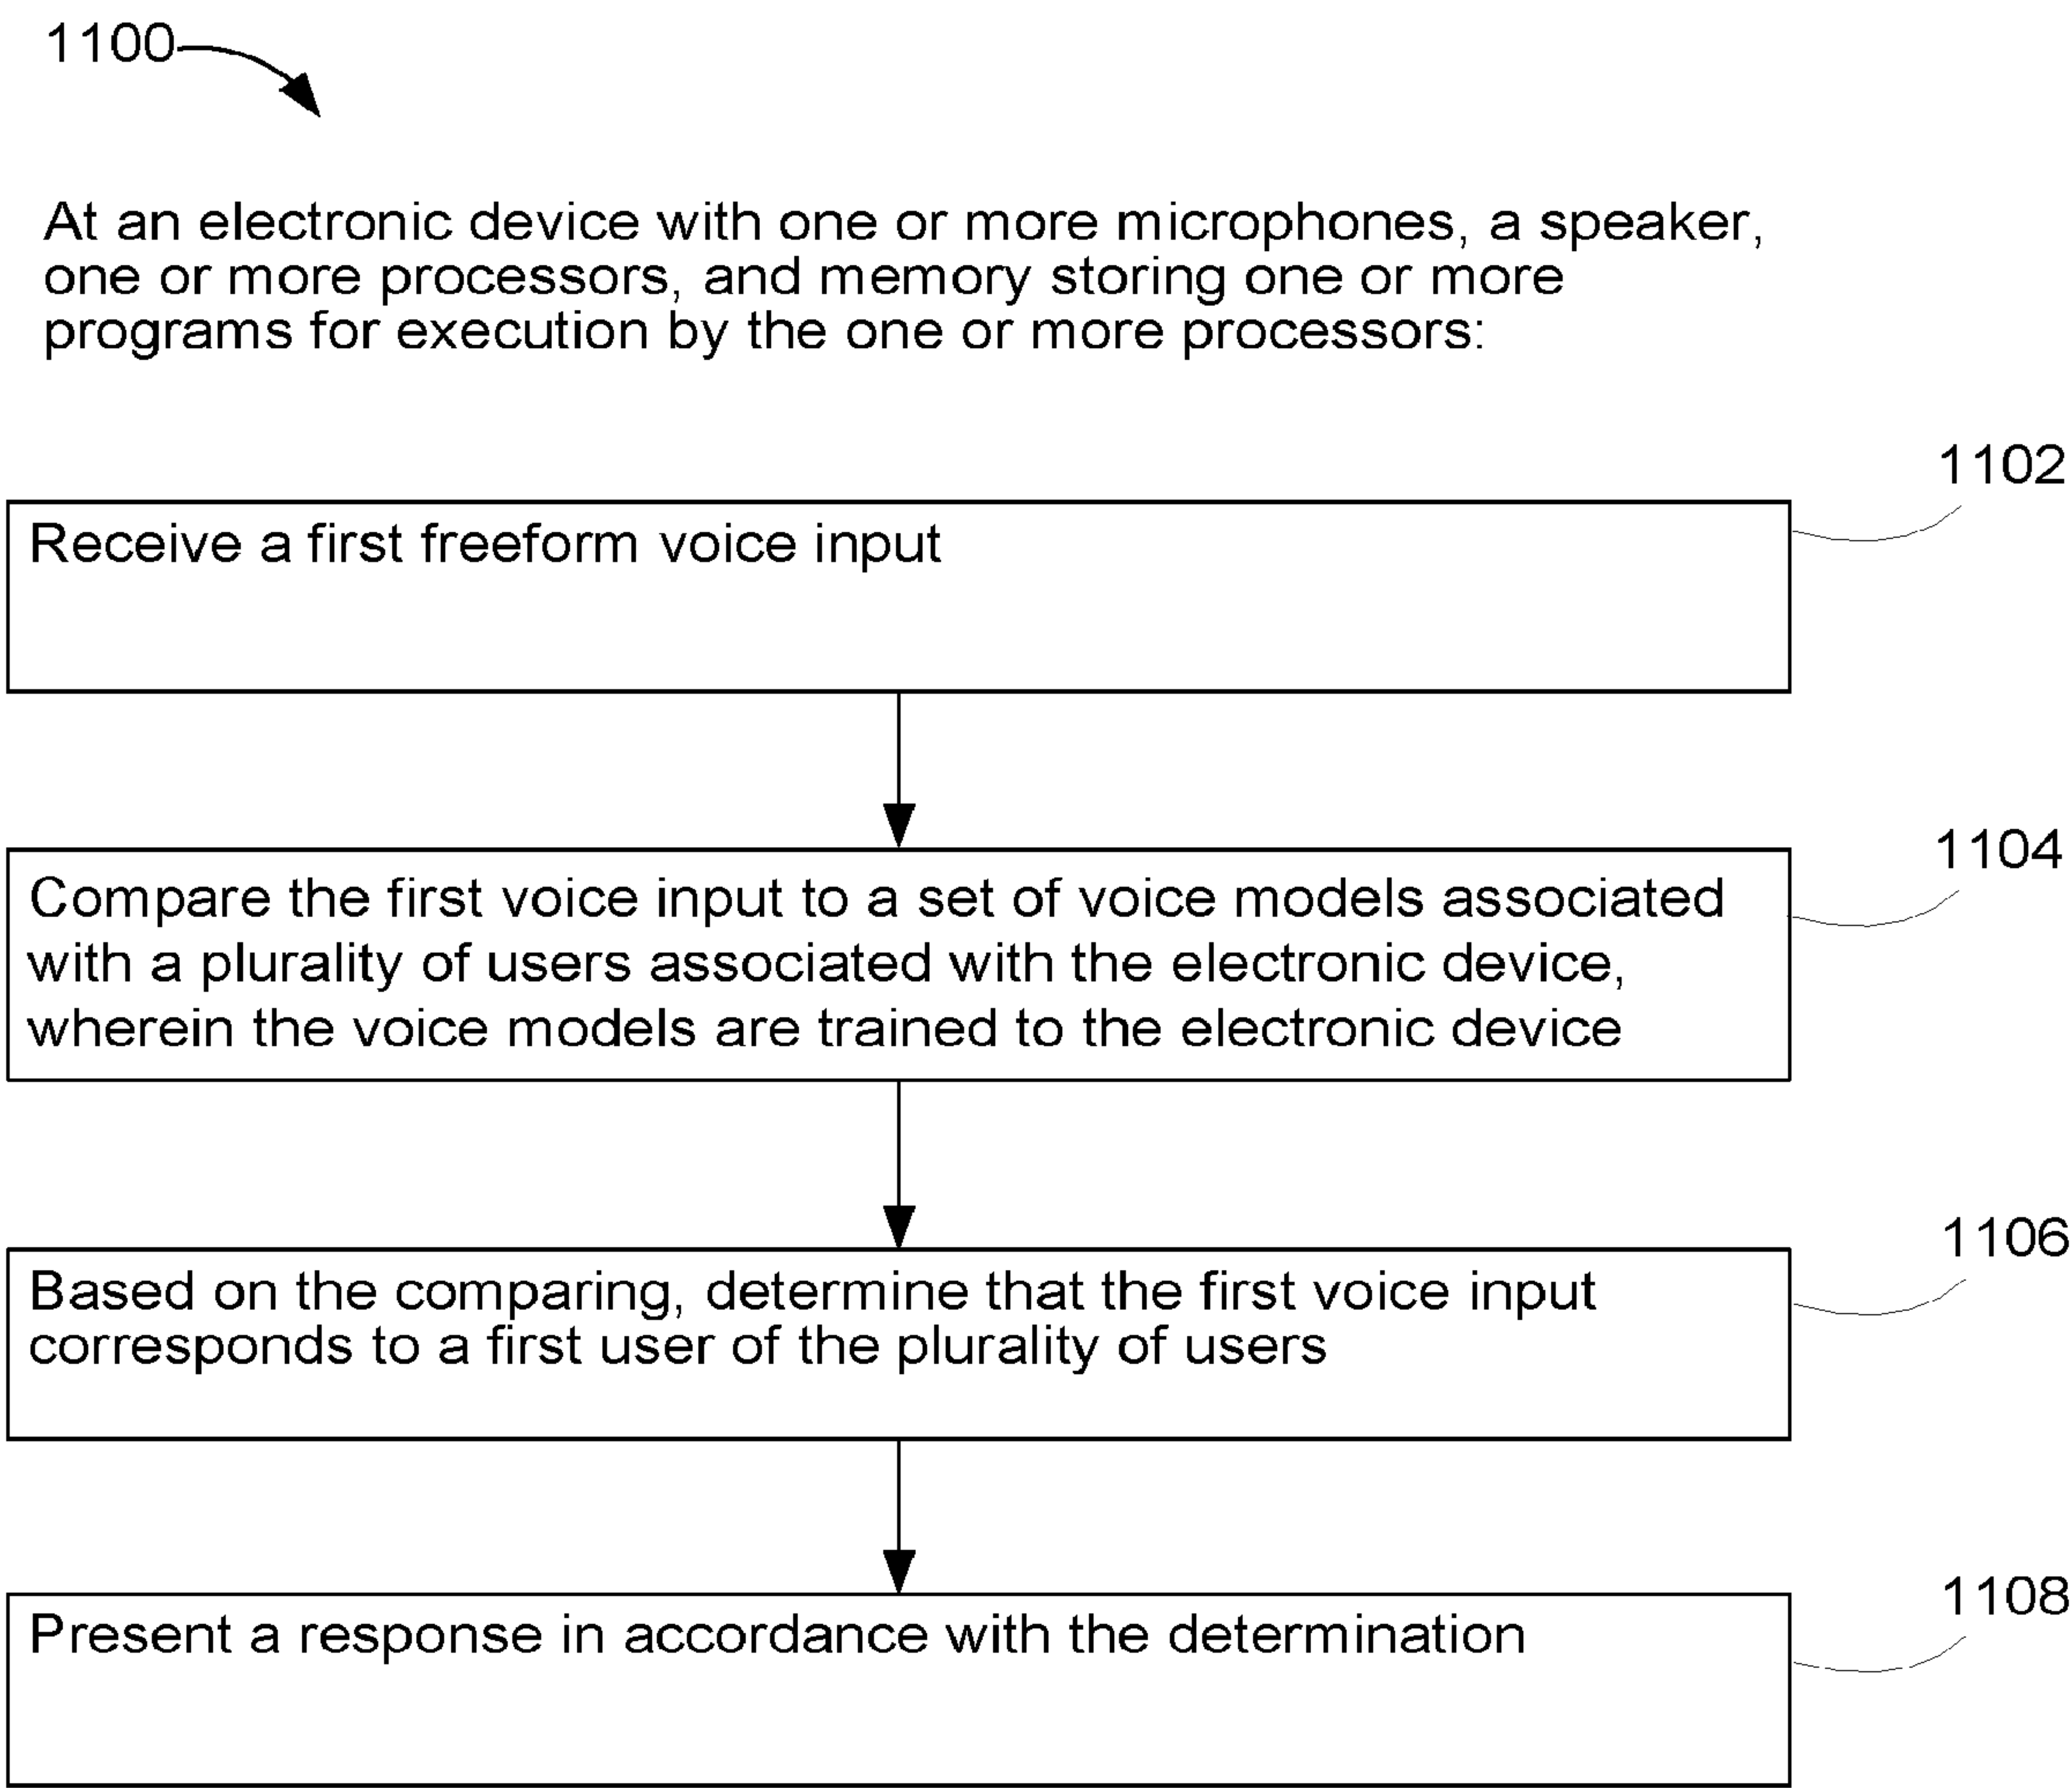 1100
At an electronic device with one or more microphones, a speaker,
one or more processors, and memory storing one or more
programs for execution by the one or more processors:
1102
Receive a first freeform voice input
1104
Compare the first voice input to a set of voice models associated
with a plurality of users associated with the electronic device,
wherein the voice models are trained to the electronic device
1106
Based on the comparing, determine that the first voice input
corresponds to a first user of the plurality of users
1108
Present a response in accordance with the determination